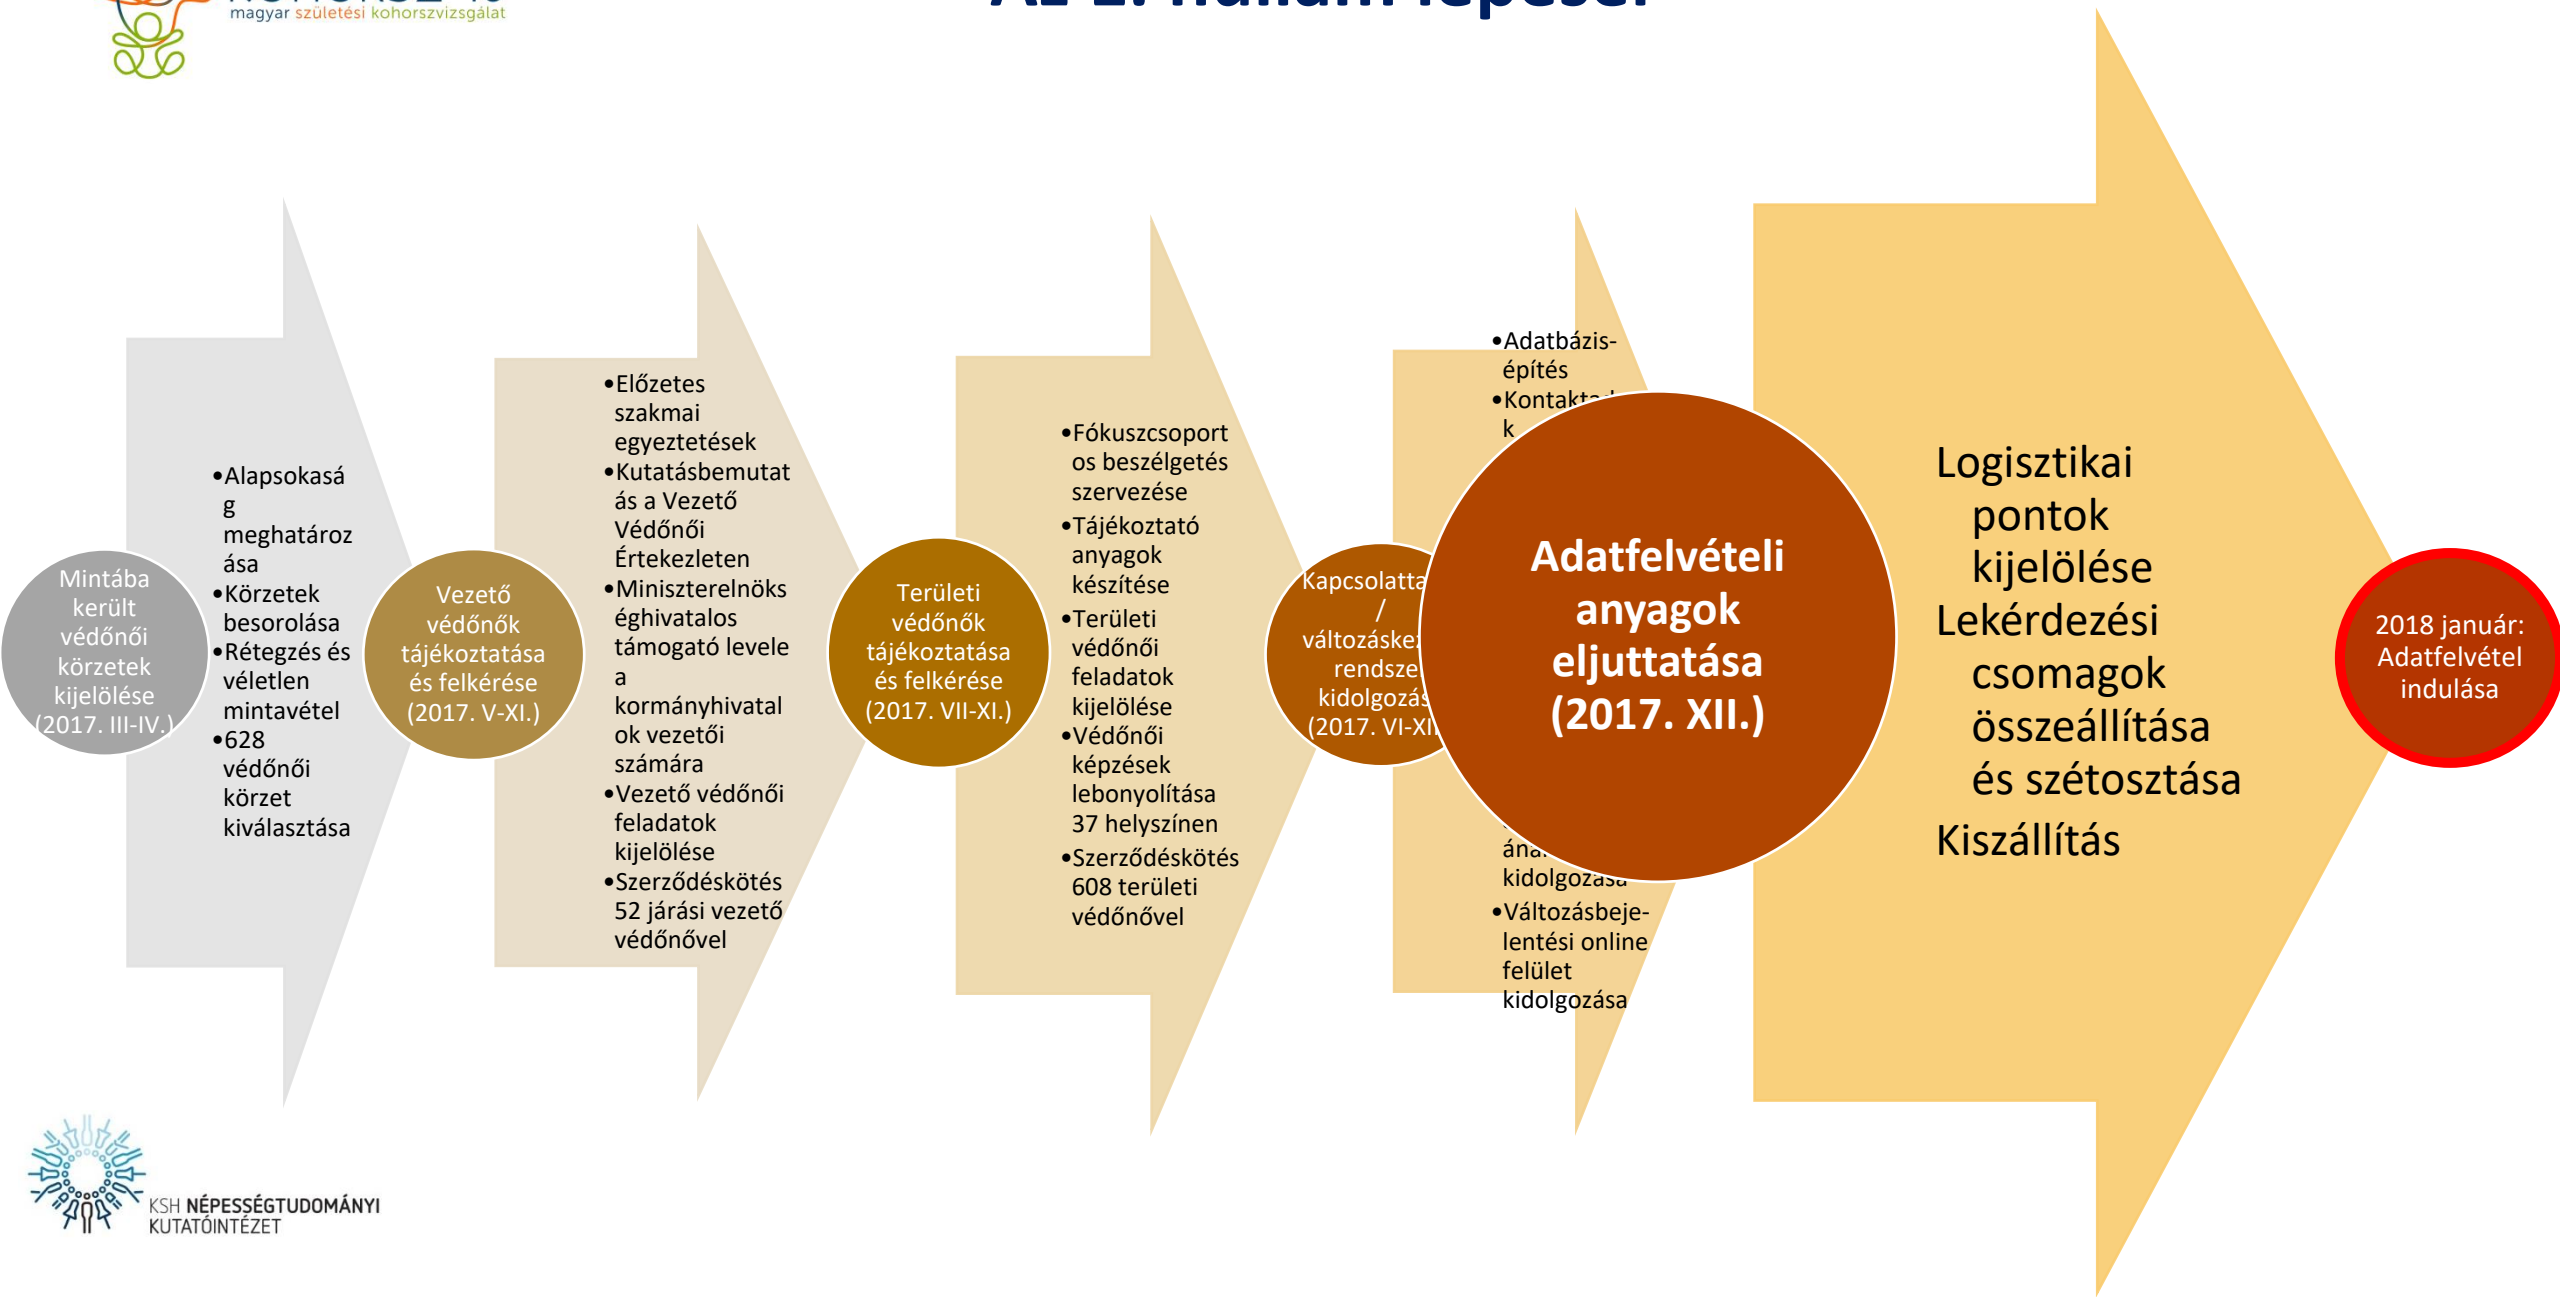 magyar születési kohorszvizsgálat
Mintába
került
védőnői
körzetek
kijelölése
(2017. III-IV.)
•Alapsokasá
g
meghatároz
ása
•Körzetek
besorolása
•Rétegzés és
véletlen
mintavétel
•628
védőnői
körzet
kiválasztása
Vezető
védőnők
tájékoztatása
és felkérése
(2017. V-XI.)
•Előzetes
szakmai
egyeztetések
•Kutatásbemutat
ás a Vezető
Védőnői
Értekezleten
•Miniszterelnöks
éghivatalos
támogató levele
a
kormányhivatal
ok vezetői
számára
•Vezető védőnői
feladatok
kijelölése
•Szerződéskötés
52 járási vezető
védőnővel
Területi
védőnők
tájékoztatása
és felkérése
(2017. VII-XI.)
•Fókuszcsoport
os beszélgetés
szervezése
•Tájékoztató
anyagok
készítése
•Területi
védőnői
feladatok
kijelölése
•Védőnői
képzések
lebonyolítása
37 helyszínen
•Szerződéskötés
608 területi
védőnővel
/
(2017.
•Adatbázis-
építés
k
kidolgozása
•Változásbeje-
lentési online
felület
kidolgozása
Adatfelvételi
anyagok
eljuttatása
(2017. XII.)
Logisztikai
pontok
kijelölése
Lekérdezési
csomagok
összeállítása
és szétosztása
Kiszállítás
2018 január:
Adatfelvétel
indulása
KSH NÉPESSÉGTUDOMÁNYI
KUTATÓINTÉZET